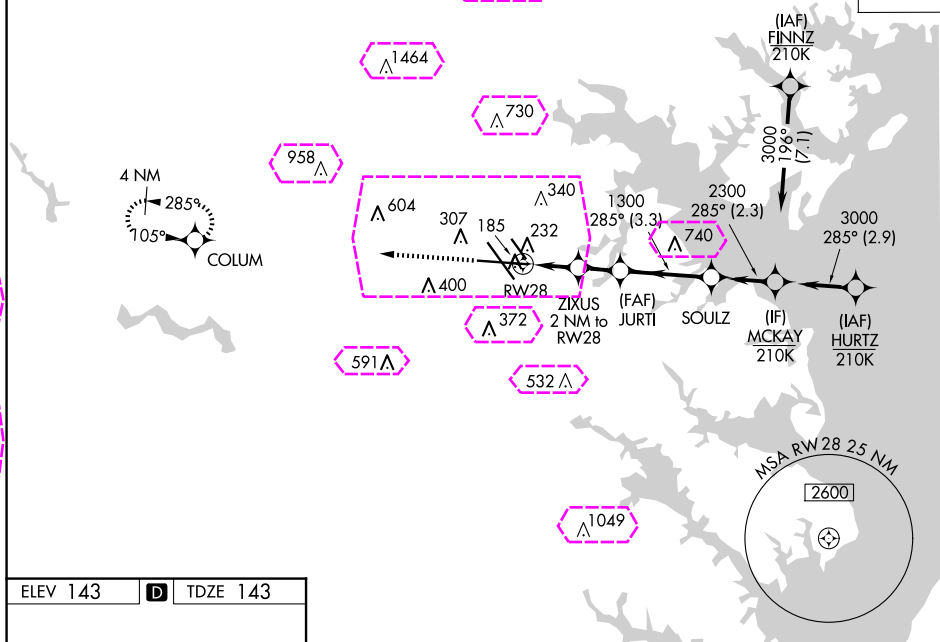 (IAF)
FINNZ
210K
1464
730
3000
196°
(7.1)
958
4 NM
285°
105°
COLUM
604
340
307
185
232
1300
285° (3.3)
2300
285° (2.3)
740
3000
285° (2.9)
400
RW28
ZIXUS
2 NM to
RW28
(FAF)
JURTI
SOULZ
(IF)
MCKAY
210K
(IAF)
HURTZ
210K
372
591
532
MSA RW28 25 NM
2600
1049
ELEV 143 D TDZE 143